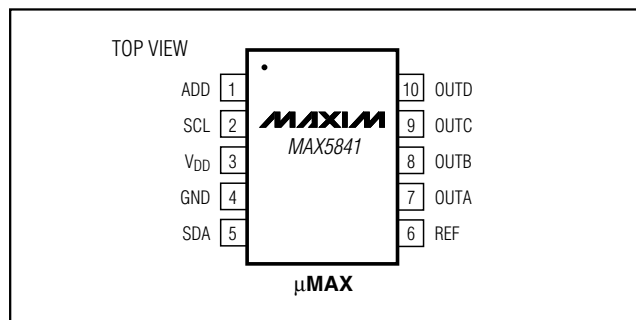 TOP VIEW
ADD 1
SCL 2
VDD 3
GND 4
SDA 5
MAXIM
MAX5841
10 OUTD
9 OUTC
8 OUTB
7 OUTA
6 REF
µMAX